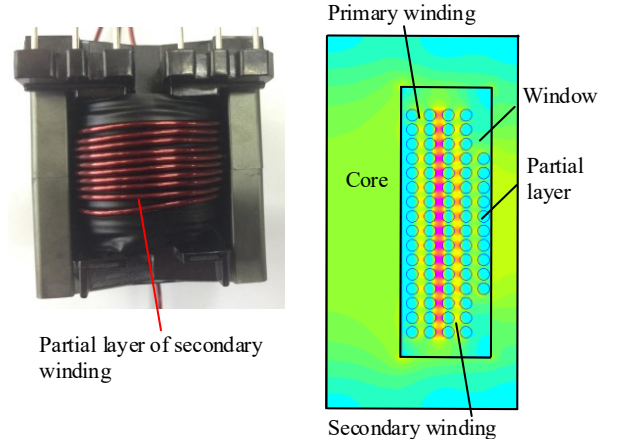 Primary winding
Window
Partial
layer
Core
Partial layer of secondary
winding
Secondary winding